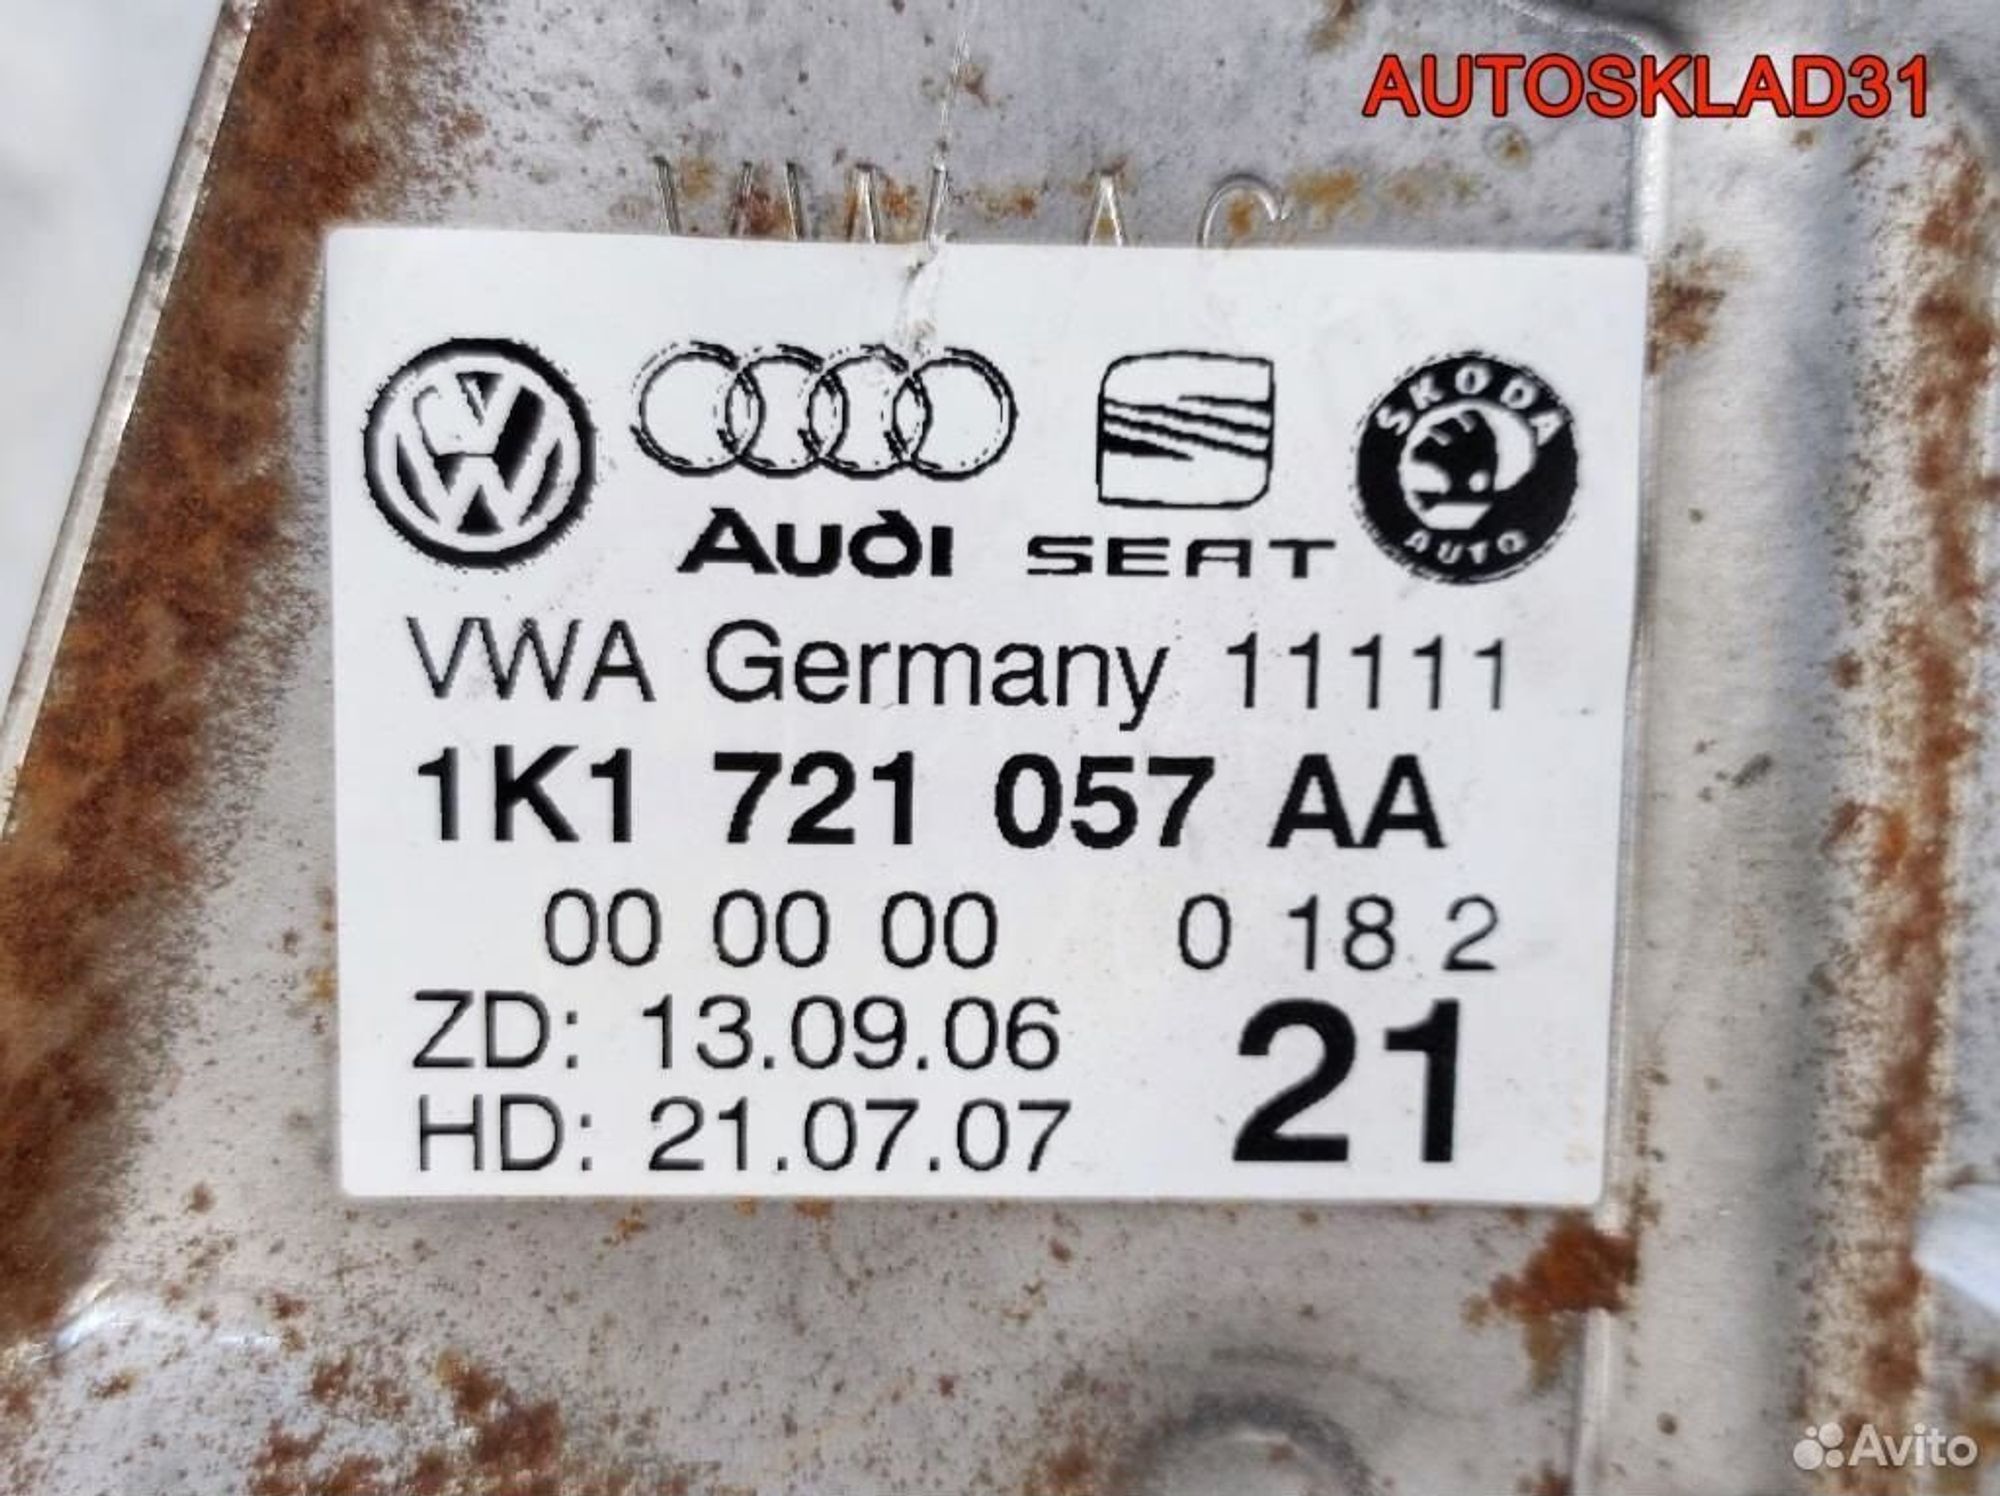 AUTOSKLAD31
SKODA
AUTO
Audi SEAT
VWA Germany 11111
1K1 721 057 AA
00 00 00 0 18 2
ZD: 13.09.06 21
HD: 21.07.07
Avito